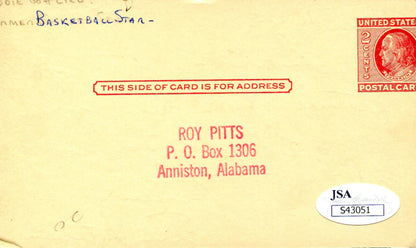 BASKETBALL STAR-
UNITED STATES
2 CENTS
POSTAL CARD
THIS SIDE OF CARD IS FOR ADDRESS
ROY PITTS
P. O. Box 1306
Anniston, Alabama
JSA
S43051